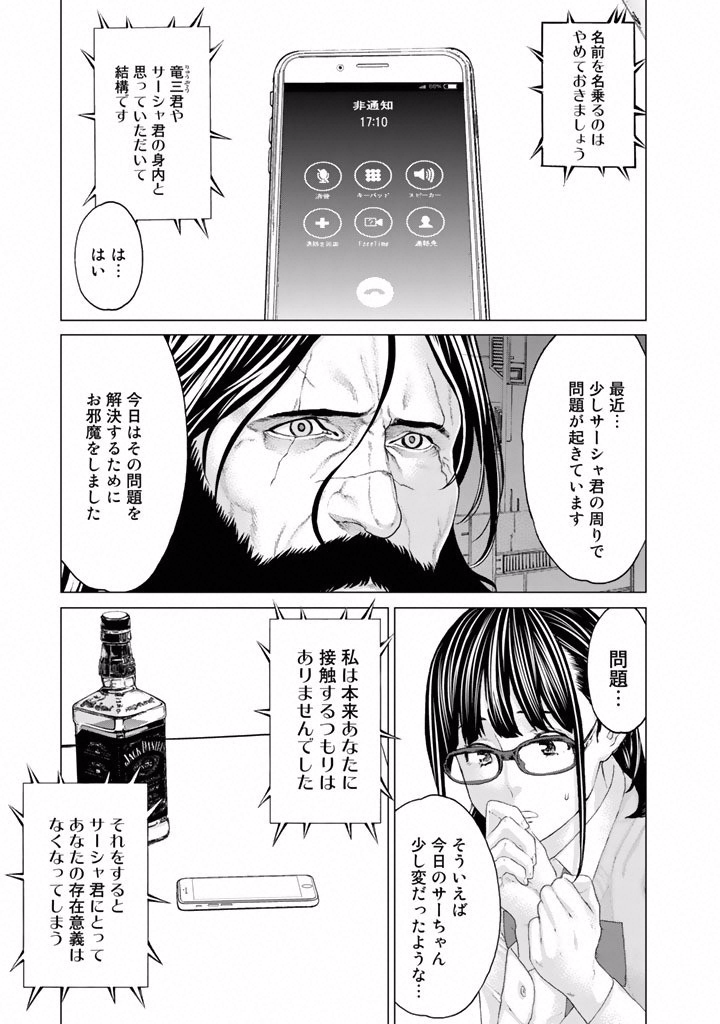 名前を名乗るのは
やめておきましょう
非通知
17:10
消音
キーパッド
スピーカー
FaceTime
連絡先
竜三君や
サーシャ君の身内と
思っていただいて
結構です
は…
はい
最近…
少しサーシャ君の周りで
問題が起きています
今日はその問題を
解決するために
お邪魔をしました
問題…
そういえば
今日のサーちゃん
少し変だったような…
私は本来あなたに
接触するつもりは
ありませんでした
JACK DANIEL'S
それをすると
サーシャ君にとって
あなたの存在意義は
なくなってしまう